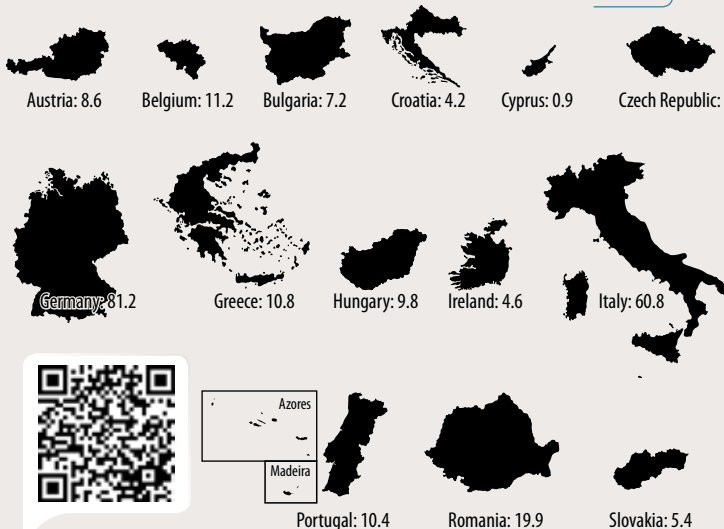 Austria: 8.6 Belgium: 11.2 Bulgaria: 7.2 Croatia: 4.2 Cyprus: 0.9 Czech Republic:
Germany: 81.2 Greece: 10.8 Hungary: 9.8 Ireland: 4.6 Italy: 60.8
Azores
Madeira
Portugal: 10.4 Romania: 19.9 Slovakia: 5.4